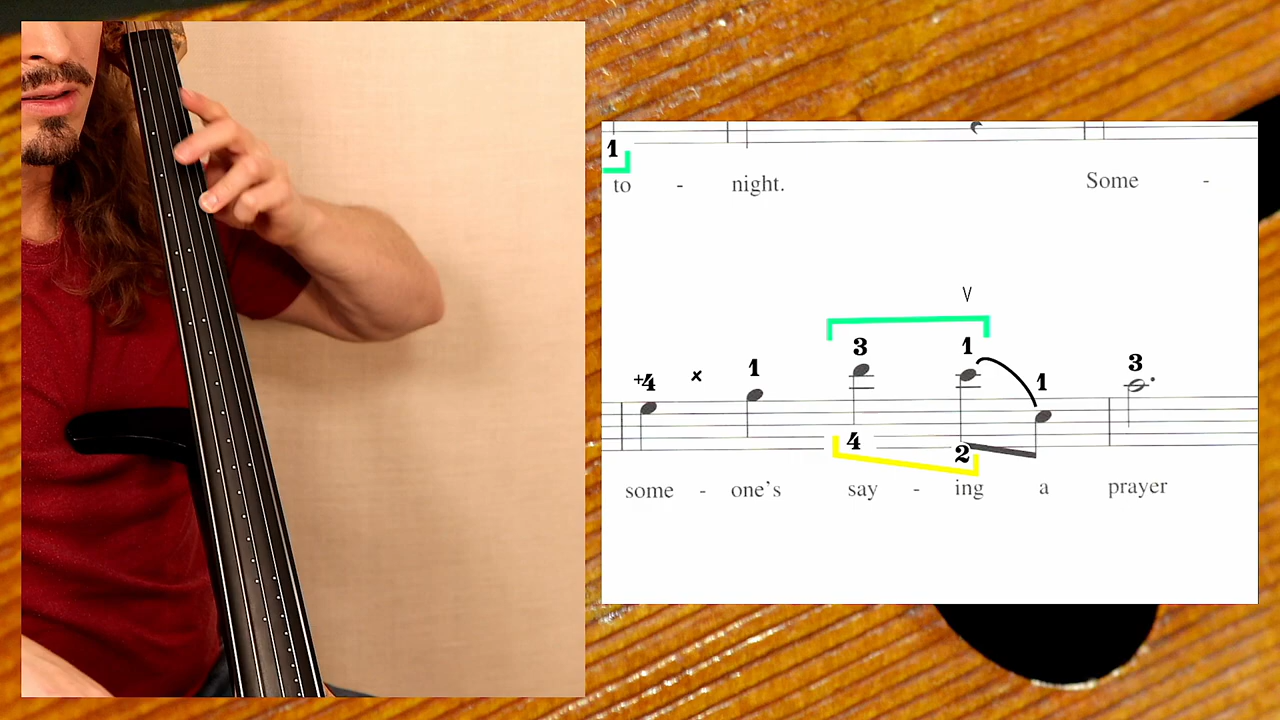 1
to - night. Some -
V
3 1
+4 x 1 1 3
4 2
some - one's say - ing a prayer